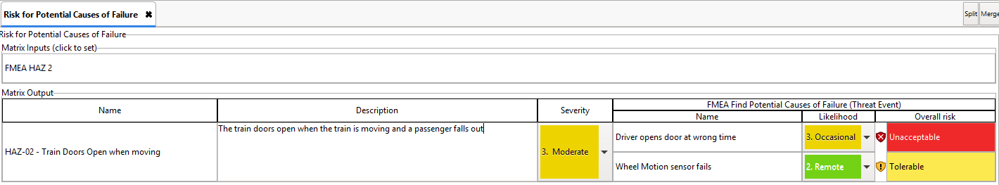 Risk for Potential Causes of Failure ✖
Split Merge
Risk for Potential Causes of Failure
Matrix Inputs (click to set)
FMEA HAZ 2
Matrix Output
Name Description Severity FMEA Find Potential Causes of Failure (Threat Event)
Name Likelihood Overall risk
HAZ-02 - Train Doors Open when moving The train doors open when the train is moving and a passenger falls out 3. Moderate Driver opens door at wrong time 3. Occasional Unacceptable
Wheel Motion sensor fails 2. Remote Tolerable